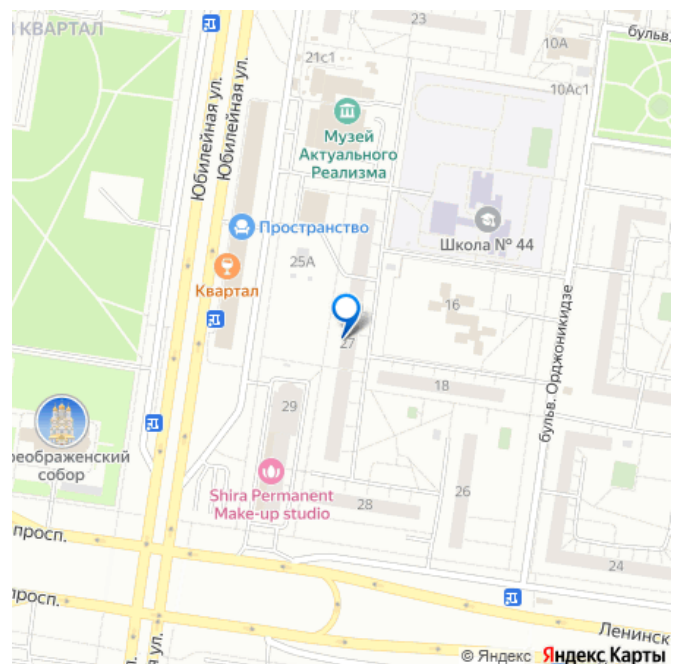 КВАРТАЛ
23
10А
бульв.
21с1
10Ас1
Юбилейная ул.
Юбилейная ул.
Музей
Актуального
Реализма
Школа № 44
Пространство
25А
Квартал
16
27
бульв. Орджоникидзе
18
29
реображенский
собор
Shira Permanent
Make-up studio
28
26
24
просп.
просп.
ул.
Ленинск
© Яндекс Яндекс Карты